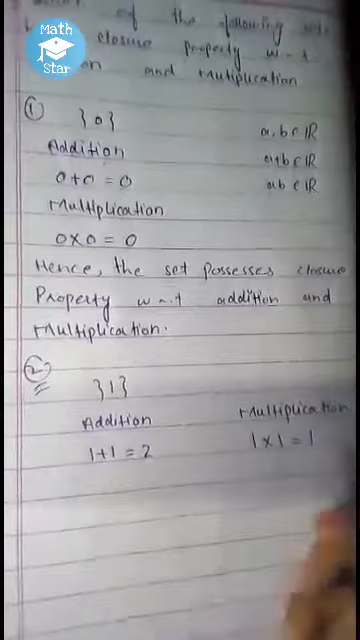 Math
Star
of the following sets
closure property w.r.t
and Multiplication
① }0}
a,b ∈ ℝ
Addition
a+b ∈ ℝ
0+0 = 0
ab ∈ ℝ
Multiplication
0×0 = 0
Hence, the set possesses closure
Property w.r.t addition and
Multiplication.
② }1}
Addition Multiplication
1+1 = 2 1×1 = 1